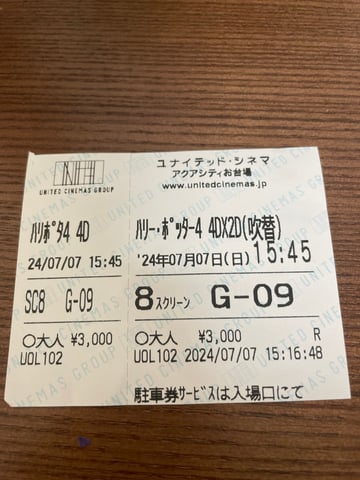 UNITED CINEMAS GROUP
ﾊﾘﾎﾟﾀ4 4D
24/07/07 15:45
SC8 G-09
○大人 ¥3,000
UOL102
ユナイテッド・シネマ
アクアシティお台場
www.unitedcinemas.jp
ﾊﾘｰ・ﾎﾟｯﾀｰ4 4DX2D(吹替)
'24年07月07日(日) 15:45
8スクリーン G-09
○大人 ¥3,000 R
UOL102 2024/07/07 15:16:48
駐車券ｻｰﾋﾞｽは入場口にて